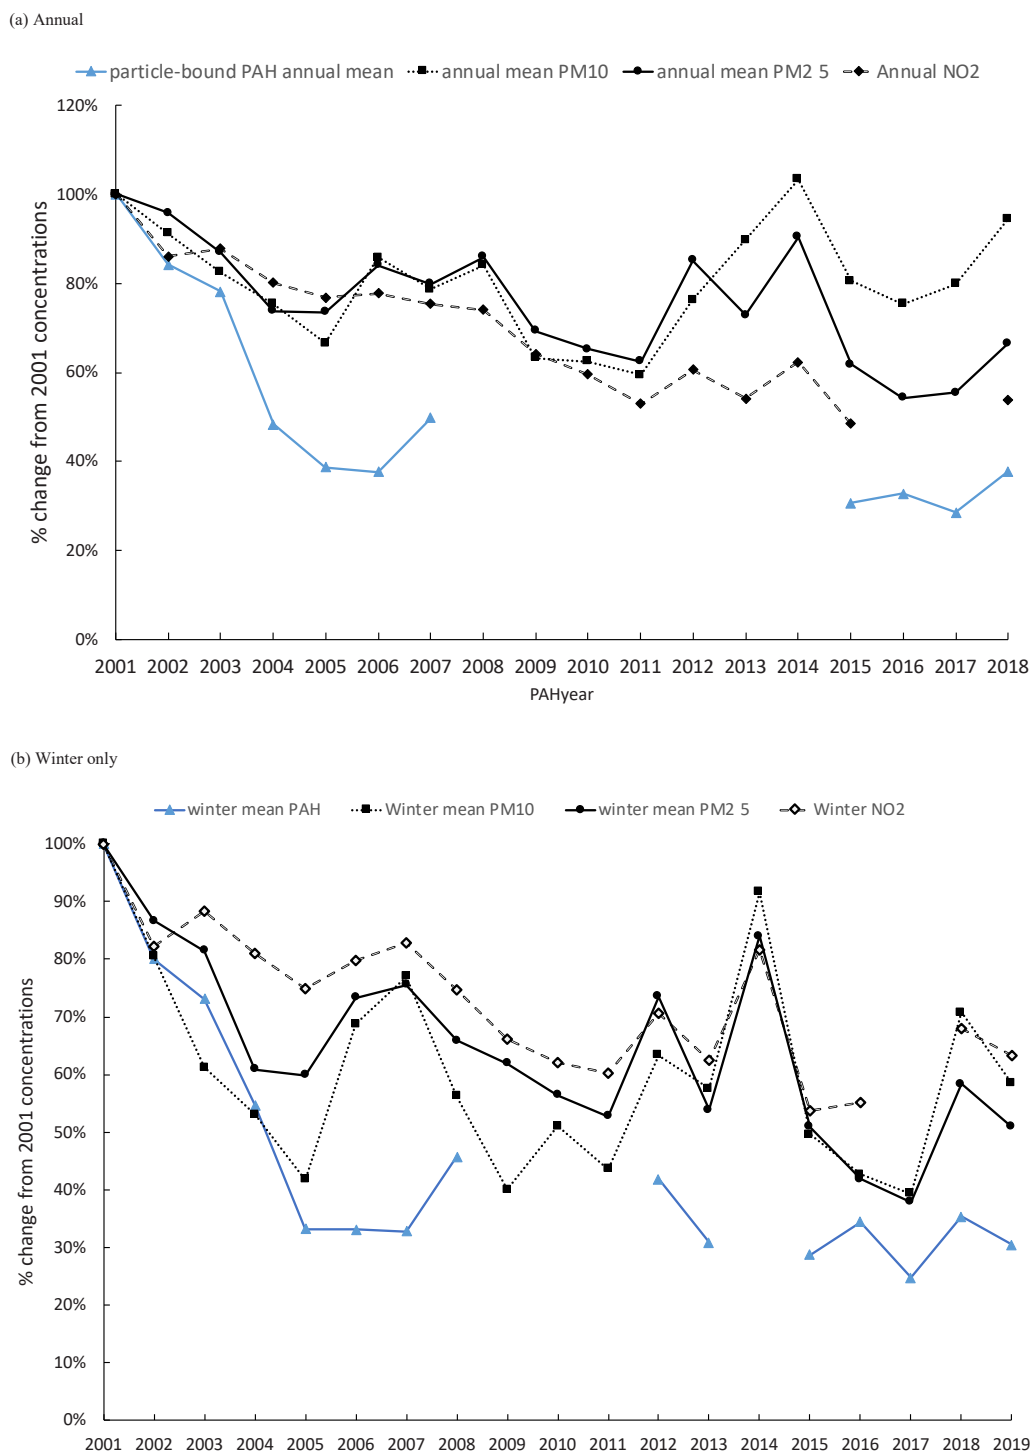 (a) Annual
particle-bound PAH annual mean annual mean PM10 annual mean PM2 5 Annual NO2
120%
100%
80%
60%
40%
20%
0%
% change from 2001 concentrations
2001 2002 2003 2004 2005 2006 2007 2008 2009 2010 2011 2012 2013 2014 2015 2016 2017 2018
PAHyear
(b) Winter only
winter mean PAH Winter mean PM10 winter mean PM2 5 Winter NO2
100%
90%
80%
70%
60%
50%
40%
30%
20%
10%
0%
% change from 2001 concentrations
2001 2002 2003 2004 2005 2006 2007 2008 2009 2010 2011 2012 2013 2014 2015 2016 2017 2018 2019